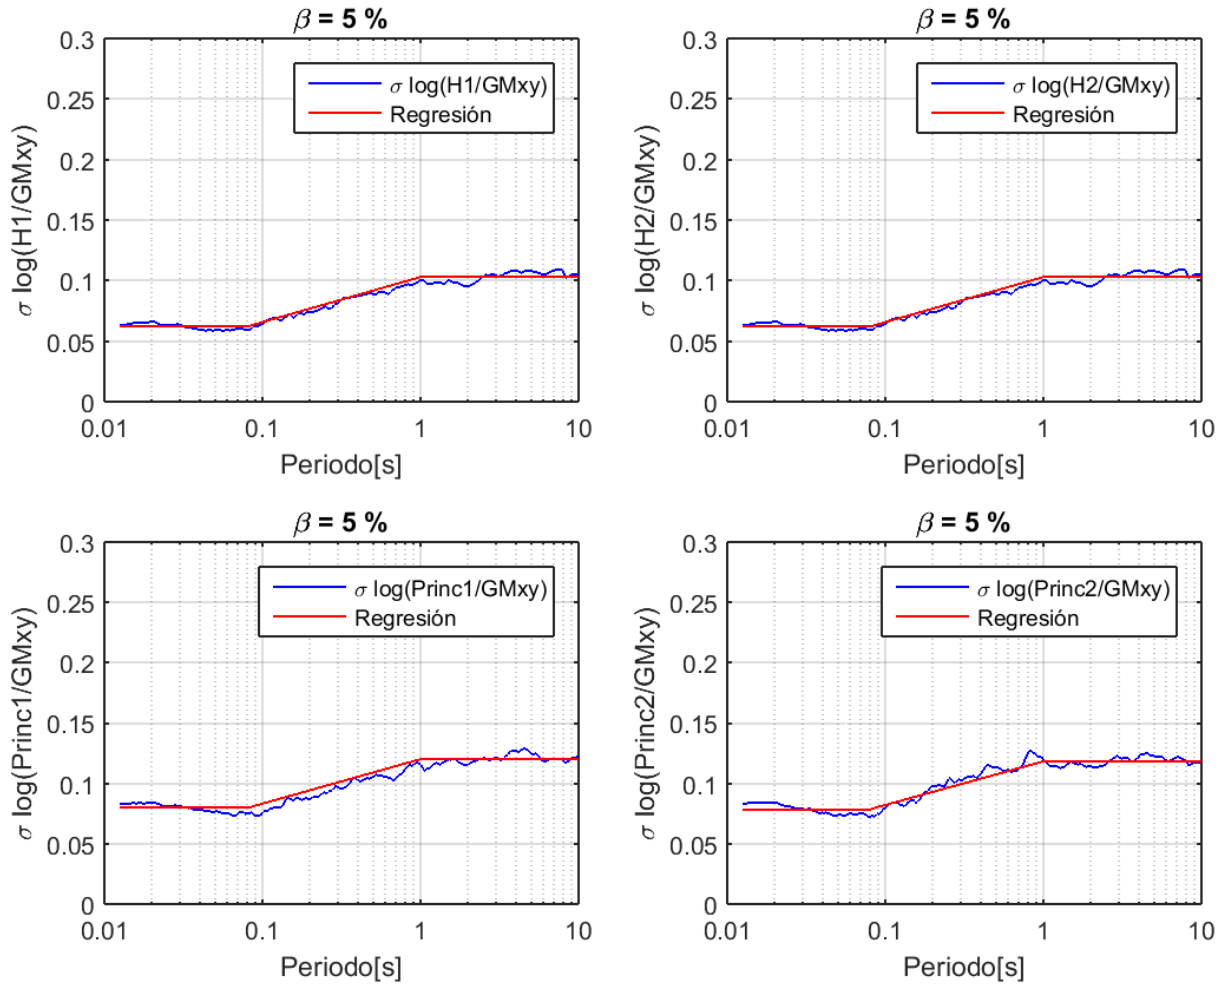 β = 5 %
σ log(H1/GMxy)
0.3
0.25
0.2
0.15
0.1
0.05
0
σ log(H1/GMxy)
Regresión
0.01 0.1 1 10
Periodo[s]
β = 5 %
σ log(H2/GMxy)
0.3
0.25
0.2
0.15
0.1
0.05
0
σ log(H2/GMxy)
Regresión
0.01 0.1 1 10
Periodo[s]
β = 5 %
σ log(Princ1/GMxy)
0.3
0.25
0.2
0.15
0.1
0.05
0
σ log(Princ1/GMxy)
Regresión
0.01 0.1 1 10
Periodo[s]
β = 5 %
σ log(Princ2/GMxy)
0.3
0.25
0.2
0.15
0.1
0.05
0
σ log(Princ2/GMxy)
Regresión
0.01 0.1 1 10
Periodo[s]